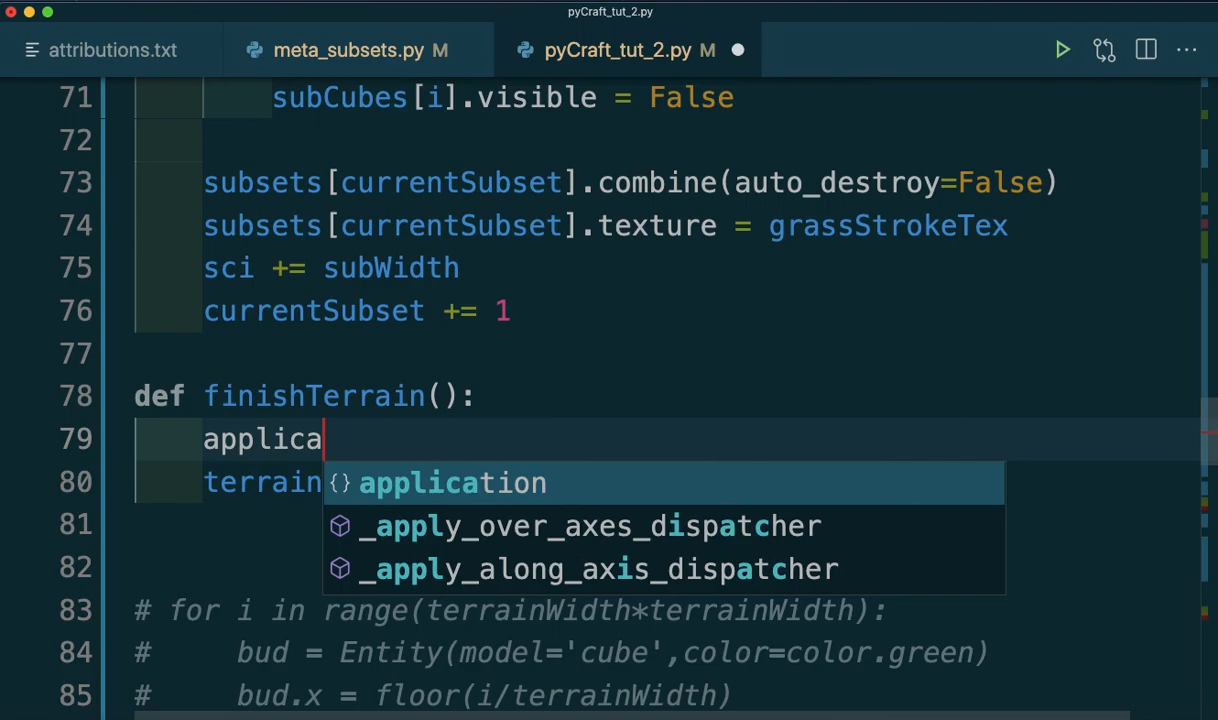 pyCraft_tut_2.py
attributions.txt meta_subsets.py M pyCraft_tut_2.py M
71 subCubes[i].visible = False
72
73 subsets[currentSubset].combine(auto_destroy=False)
74 subsets[currentSubset].texture = grassStrokeTex
75 sci += subWidth
76 currentSubset += 1
77
78 def finishTerrain():
79 applica
application
80 terrain
_apply_over_axes_dispatcher
81
82
_apply_along_axis_dispatcher
83 # for i in range(terrainWidth*terrainWidth):
84 # bud = Entity(model='cube',color=color.green)
85 # bud.x = floor(i/terrainWidth)